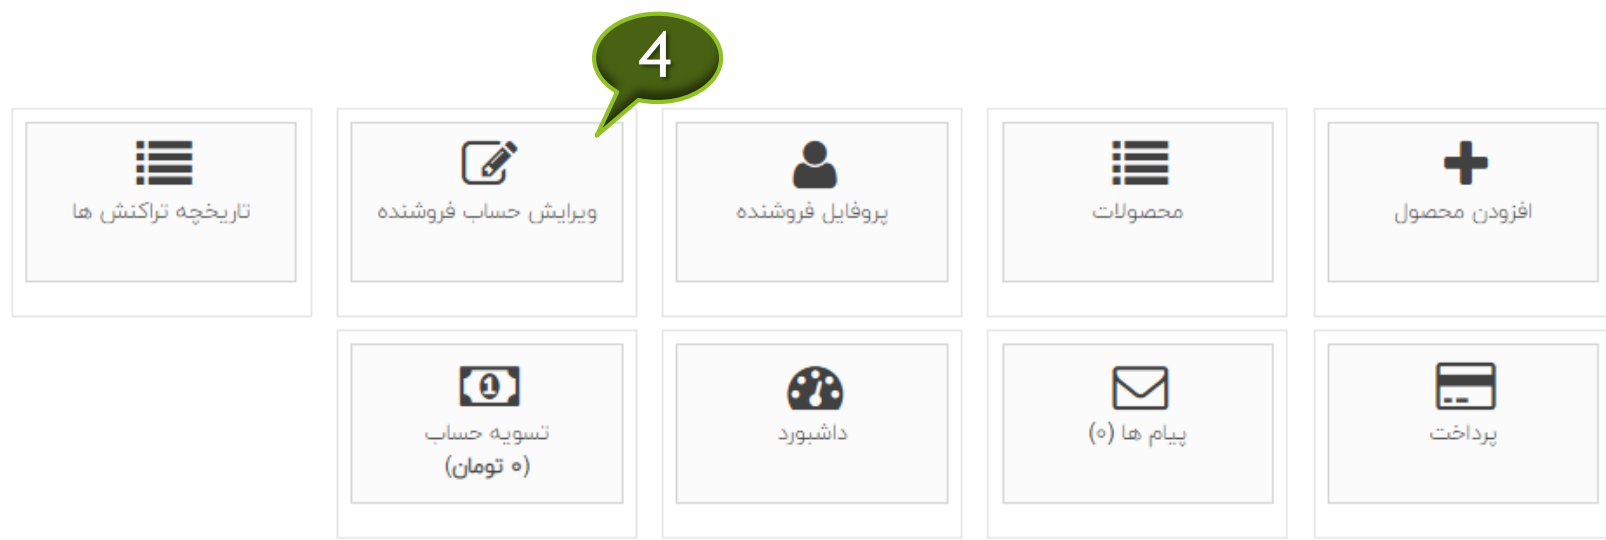 4
افزودن محصول
محصولات
پروفایل فروشنده
ویرایش حساب فروشنده
تاریخچه تراکنش ها
پرداخت
پیام ها (۰)
داشبورد
تسویه حساب
(۰ تومان)